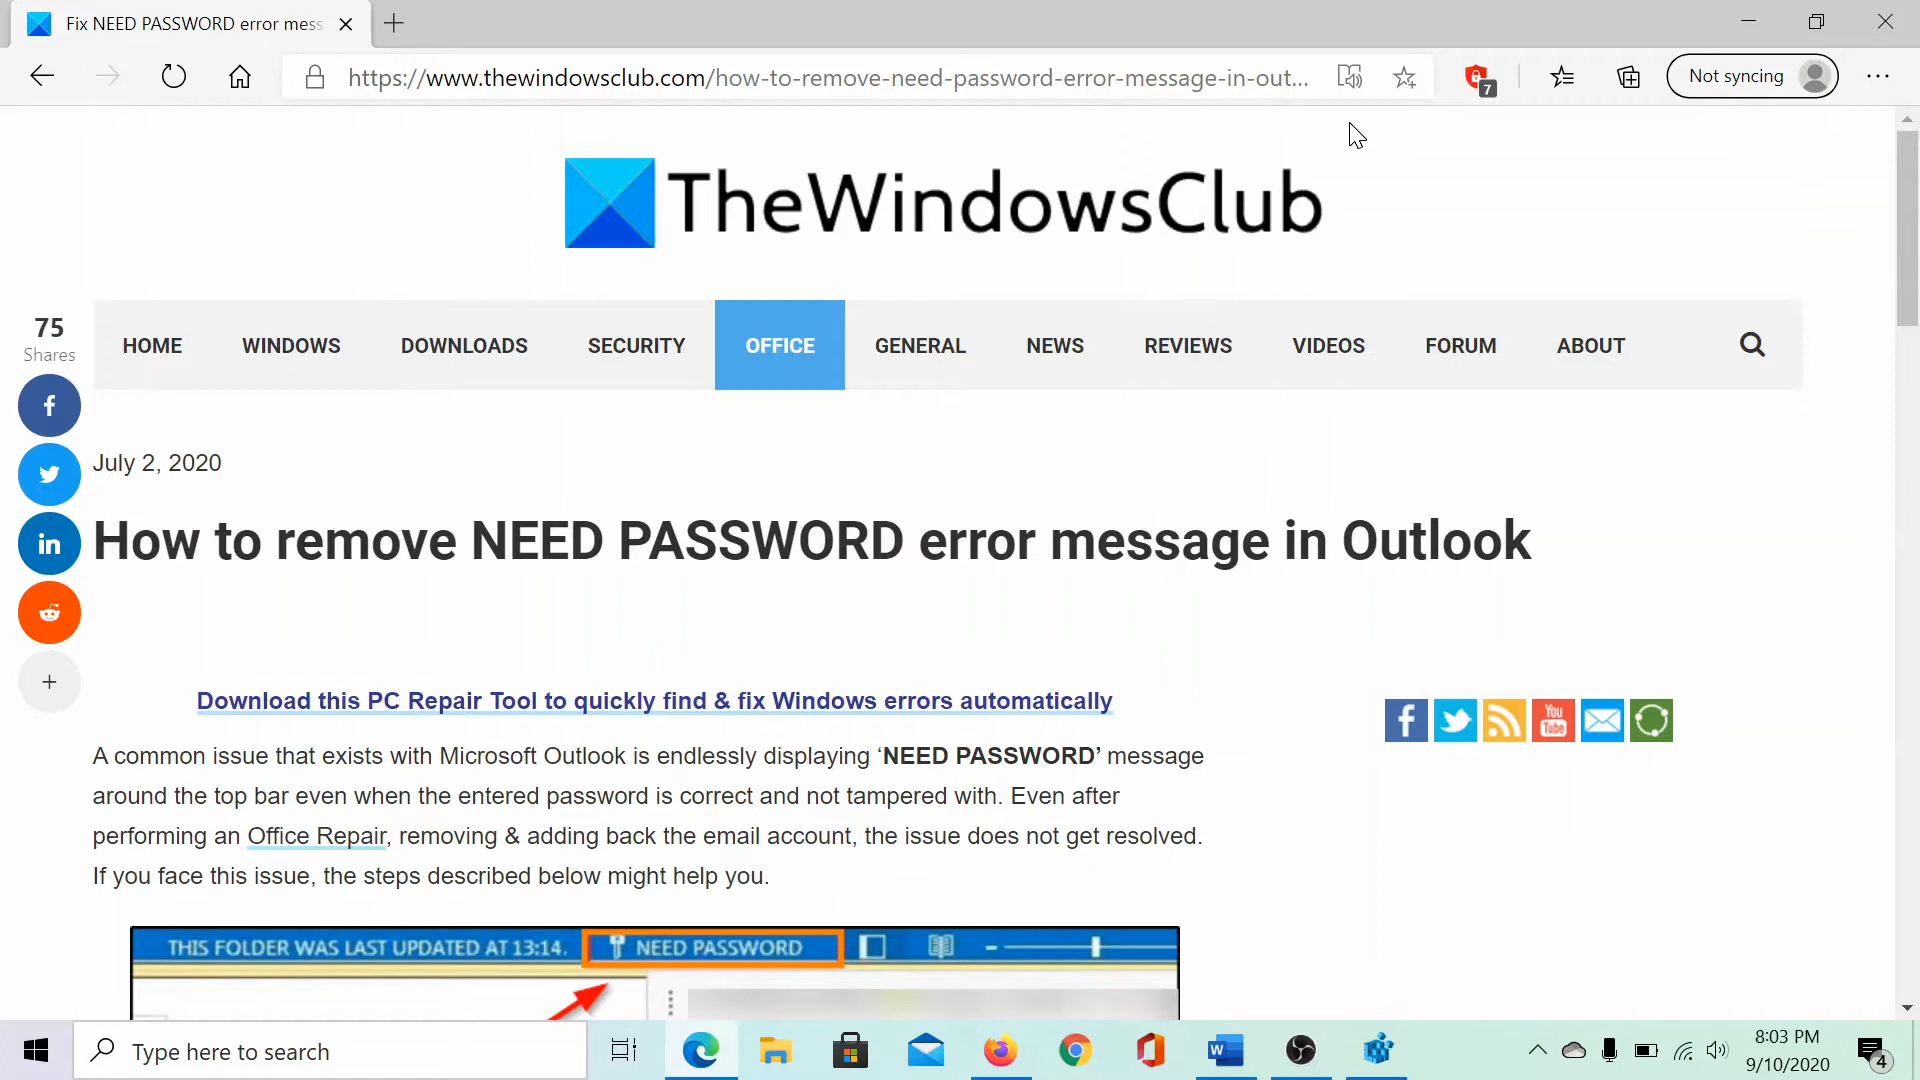 Fix NEED PASSWORD error mess
https://www.thewindowsclub.com/how-to-remove-need-password-error-message-in-out...
7
Not syncing
TheWindowsClub
HOME WINDOWS DOWNLOADS SECURITY OFFICE GENERAL NEWS REVIEWS VIDEOS FORUM ABOUT
75
Shares
f
in
+
July 2, 2020
How to remove NEED PASSWORD error message in Outlook
Download this PC Repair Tool to quickly find & fix Windows errors automatically
f
You
Tube
A common issue that exists with Microsoft Outlook is endlessly displaying ‘NEED PASSWORD’ message
around the top bar even when the entered password is correct and not tampered with. Even after
performing an Office Repair, removing & adding back the email account, the issue does not get resolved.
If you face this issue, the steps described below might help you.
THIS FOLDER WAS LAST UPDATED AT 13:14. NEED PASSWORD
Type here to search
W
8:03 PM
9/10/2020
4